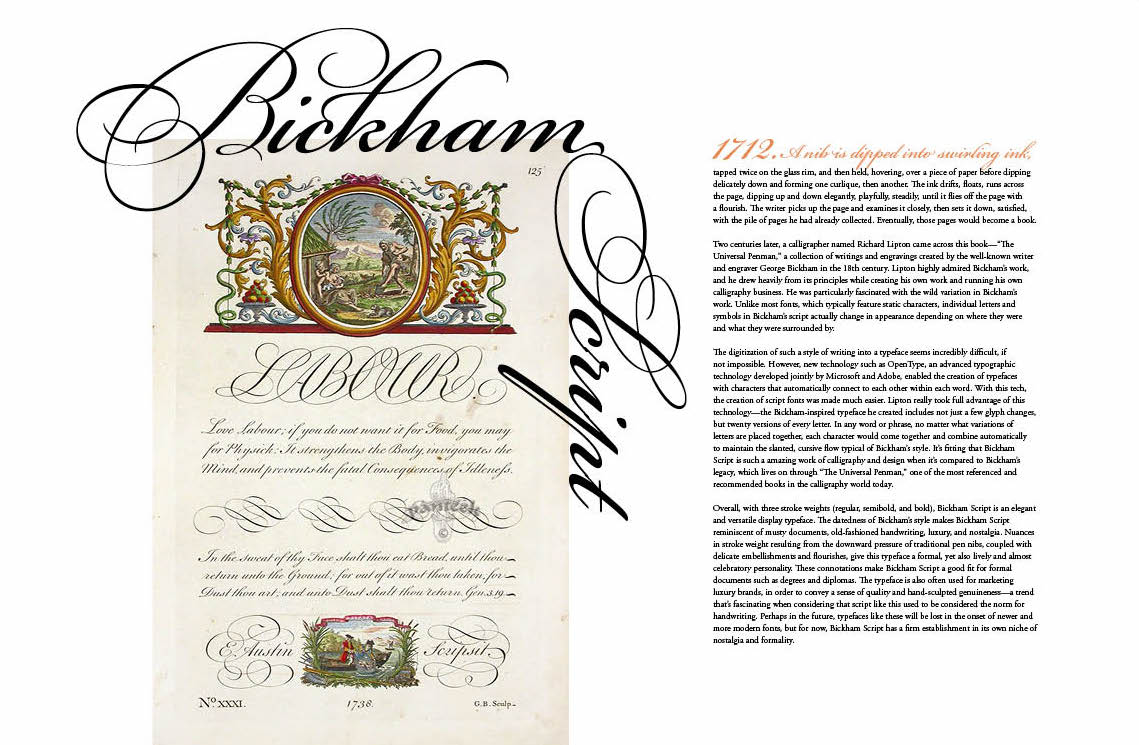 Bickham
Script
125
LABOUR.
Love Labour; if you do not want it for Food, you may
for Physick: It strengthens the Body, invigorates the
Mind, and prevents the fatal Consequences of Idleness.
In the sweat of thy Face shalt thou eat Bread, until thou
return unto the Ground; for out of it wast thou taken; for
Dust thou art, and unto Dust shalt thou return. Gen. 3.19.
E. Austin Scripsit.
No. XXXI. 1738. G.B. Sculp.
1712. A nib is dipped into swirling ink,
tapped twice on the glass rim, and then held, hovering, over a piece of paper before dipping
delicately down and forming one curlique, then another. The ink drifts, floats, runs across
the page, dipping up and down elegantly, playfully, steadily, until it flies off the page with
a flourish. The writer picks up the page and examines it closely, then sets it down, satisfied,
with the pile of pages he had already collected. Eventually, those pages would become a book.
Two centuries later, a calligrapher named Richard Lipton came across this book—“The
Universal Penman,” a collection of writings and engravings created by the well-known writer
and engraver George Bickham in the 18th century. Lipton highly admired Bickham’s work,
and he drew heavily from its principles while creating his own work and running his own
calligraphy business. He was particularly fascinated with the wild variation in Bickham’s
work. Unlike most fonts, which typically feature static characters, individual letters and
symbols in Bickham’s script actually change in appearance depending on where they were
and what they were surrounded by.
The digitization of such a style of writing into a typeface seems incredibly difficult, if
not impossible. However, new technology such as OpenType, an advanced typographic
technology developed jointly by Microsoft and Adobe, enabled the creation of typefaces
with characters that automatically connect to each other within each word. With this tech,
the creation of script fonts was made much easier. Lipton really took full advantage of this
technology—the Bickham-inspired typeface he created includes not just a few glyph changes,
but twenty versions of every letter. In any word or phrase, no matter what variations of
letters are placed together, each character would come together and combine automatically
to maintain the slanted, cursive flow typical of Bickham’s style. It’s fitting that Bickham
Script is such a amazing work of calligraphy and design when it’s compared to Bickham’s
legacy, which lives on through “The Universal Penman,” one of the most referenced and
recommended books in the calligraphy world today.
Overall, with three stroke weights (regular, semibold, and bold), Bickham Script is an elegant
and versatile display typeface. The datedness of Bickham’s style makes Bickham Script
reminiscent of musty documents, old-fashioned handwriting, luxury, and nostalgia. Nuances
in stroke weight resulting from the downward pressure of traditional pen nibs, coupled with
delicate embellishments and flourishes, give this typeface a formal, yet also lively and almost
celebratory personality. These connotations make Bickham Script a good fit for formal
documents such as degrees and diplomas. The typeface is also often used for marketing
luxury brands, in order to convey a sense of quality and hand-sculpted genuineness—a trend
that’s fascinating when considering that script like this used to be considered the norm for
handwriting. Perhaps in the future, typefaces like these will be lost in the onset of newer and
more modern fonts, but for now, Bickham Script has a firm establishment in its own niche of
nostalgia and formality.